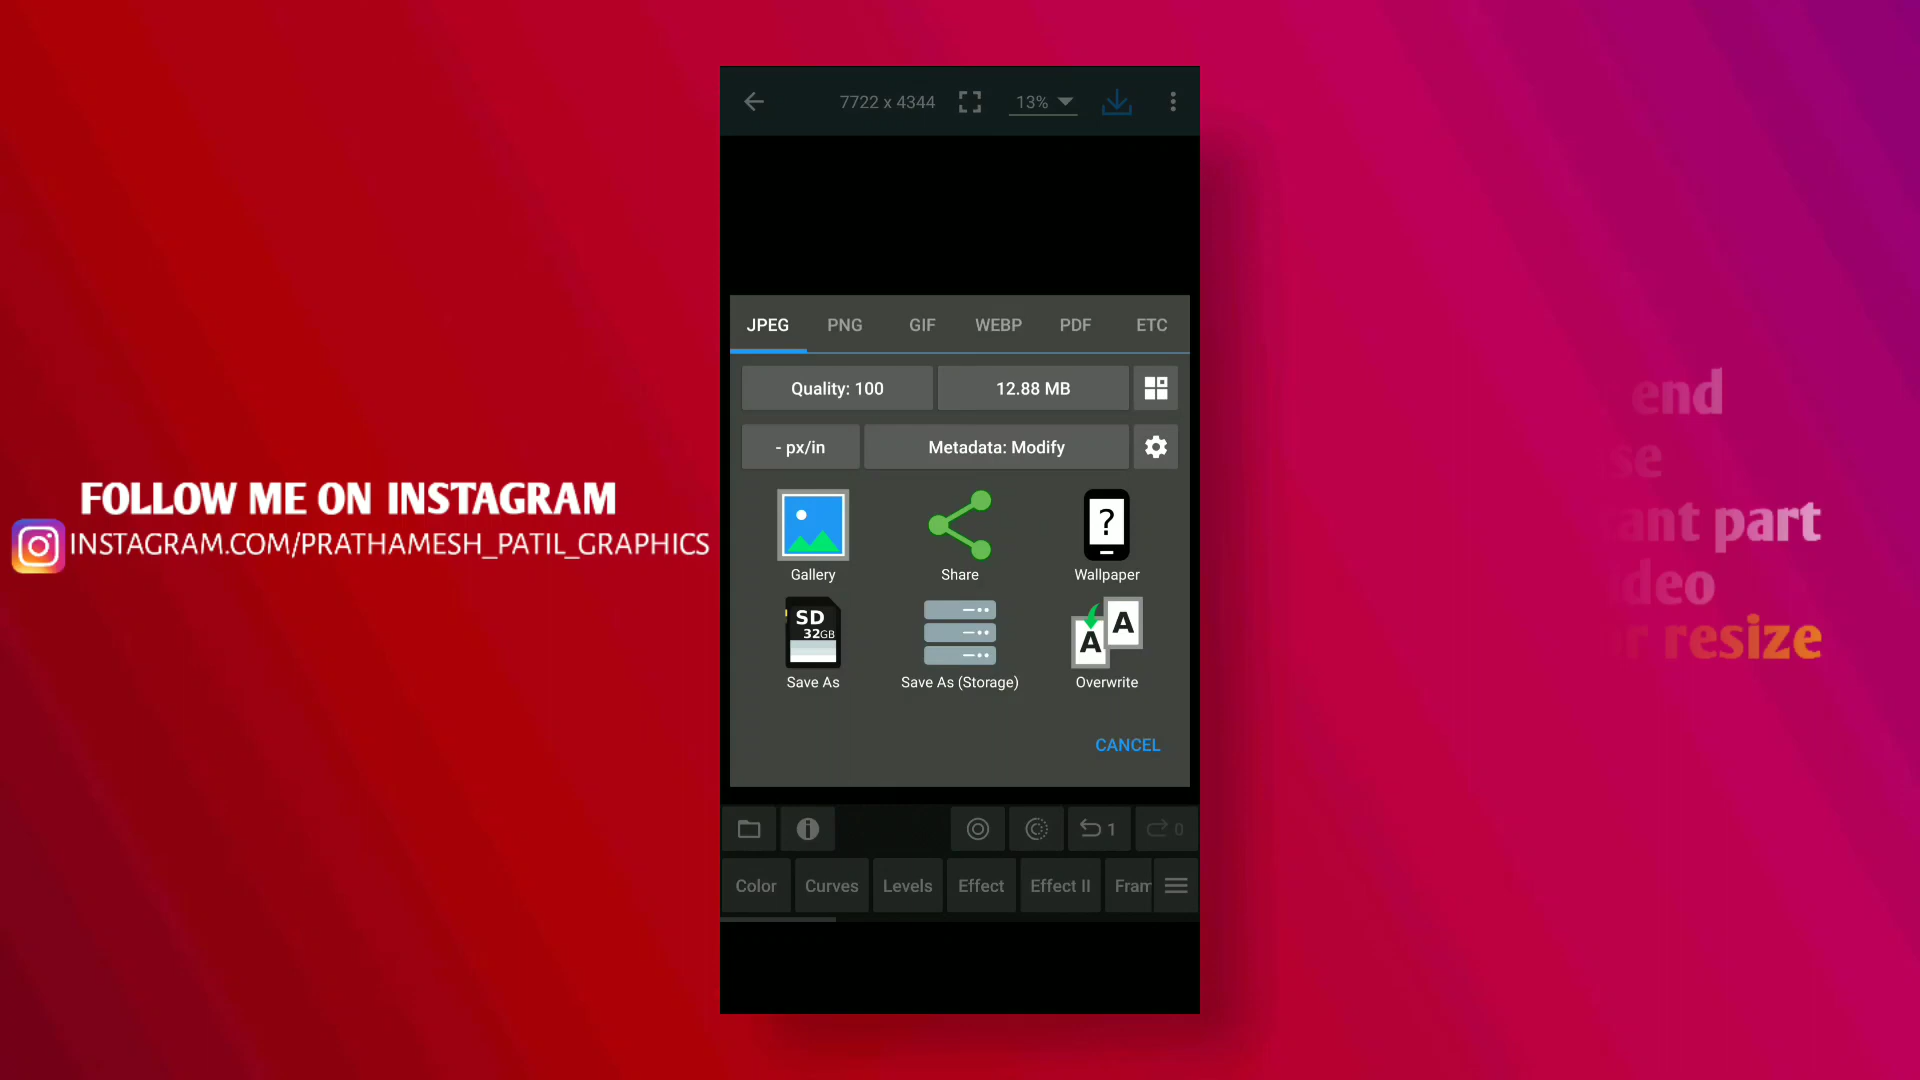 7722 x 4344
13%
JPEG
PNG
GIF
WEBP
PDF
ETC
Quality: 100
12.88 MB
- px/in
Metadata: Modify
Gallery
?
Share
Wallpaper
SD
32GB
A
A
Save As
Save As (Storage)
Overwrite
CANCEL
1
0
Color
Curves
Levels
Effect
Effect II
Fram
FOLLOW ME ON INSTAGRAM
INSTAGRAM.COM/PRATHAMESH_PATIL_GRAPHICS
end
part
resize